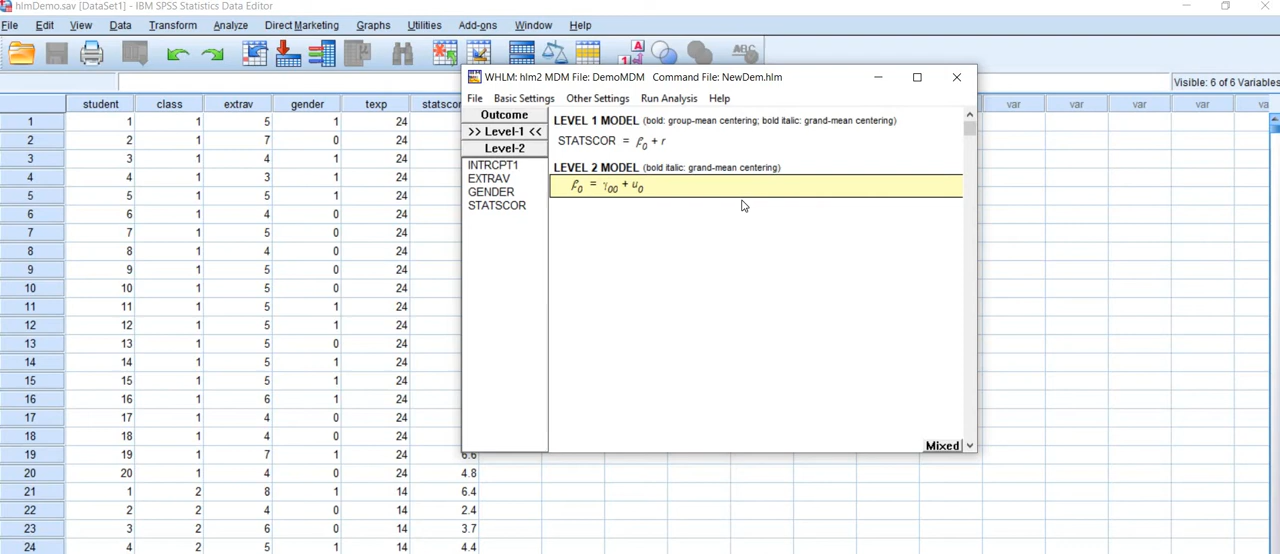 hlmDemo.sav [DataSet1] - IBM SPSS Statistics Data Editor
File Edit View Data Transform Analyze Direct Marketing Graphs Utilities Add-ons Window Help
Visible: 6 of 6 Variables
student class extrav gender texp statscor var var var var va
1 1 1 5 1 24
2 2 1 7 0 24
3 3 1 4 1 24
4 4 1 3 1 24
5 5 1 5 1 24
6 6 1 4 0 24
7 7 1 5 0 24
8 8 1 4 0 24
9 9 1 5 0 24
10 10 1 5 0 24
11 11 1 5 1 24
12 12 1 5 1 24
13 13 1 5 0 24
14 14 1 5 1 24
15 15 1 5 1 24
16 16 1 6 1 24
17 17 1 4 0 24
18 18 1 4 0 24
19 19 1 7 1 24 6.6
20 20 1 4 0 24 4.8
21 1 2 8 1 14 6.4
22 2 2 4 0 14 2.4
23 3 2 6 0 14 3.7
24 4 2 5 1 14 4.4
WHLM: hlm2 MDM File: DemoMDM Command File: NewDem.hlm
File Basic Settings Other Settings Run Analysis Help
Outcome
>> Level-1 <<
Level-2
INTRCPT1
EXTRAV
GENDER
STATSCOR
LEVEL 1 MODEL (bold: group-mean centering; bold italic: grand-mean centering)
STATSCOR = β0 + r
LEVEL 2 MODEL (bold italic: grand-mean centering)
β0 = γ00 + u0
Mixed